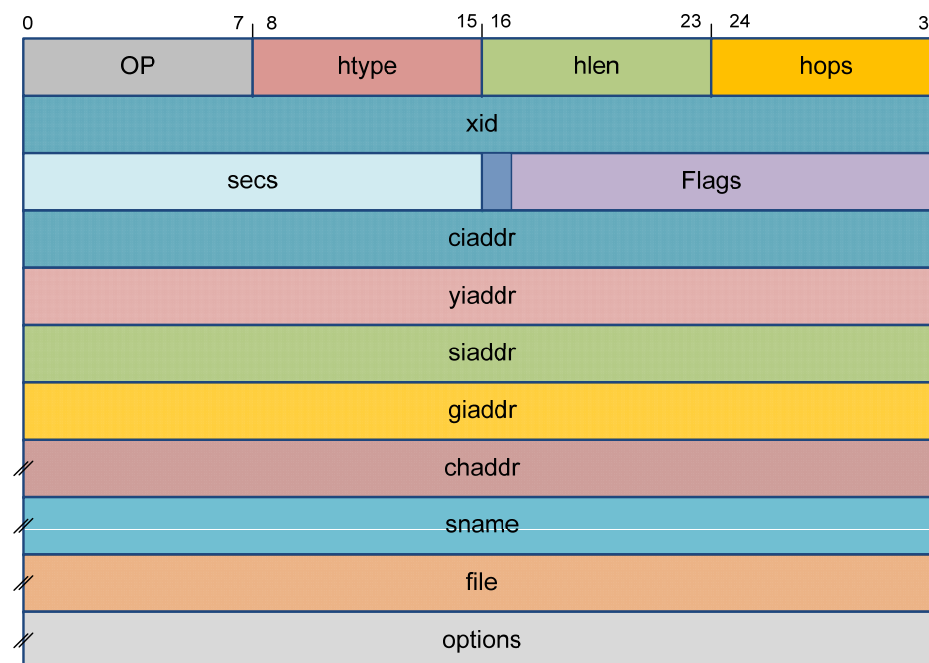 0 7 8 15 16 23 24 3
OP htype hlen hops
xid
secs Flags
ciaddr
yiaddr
siaddr
giaddr
chaddr
sname
file
options